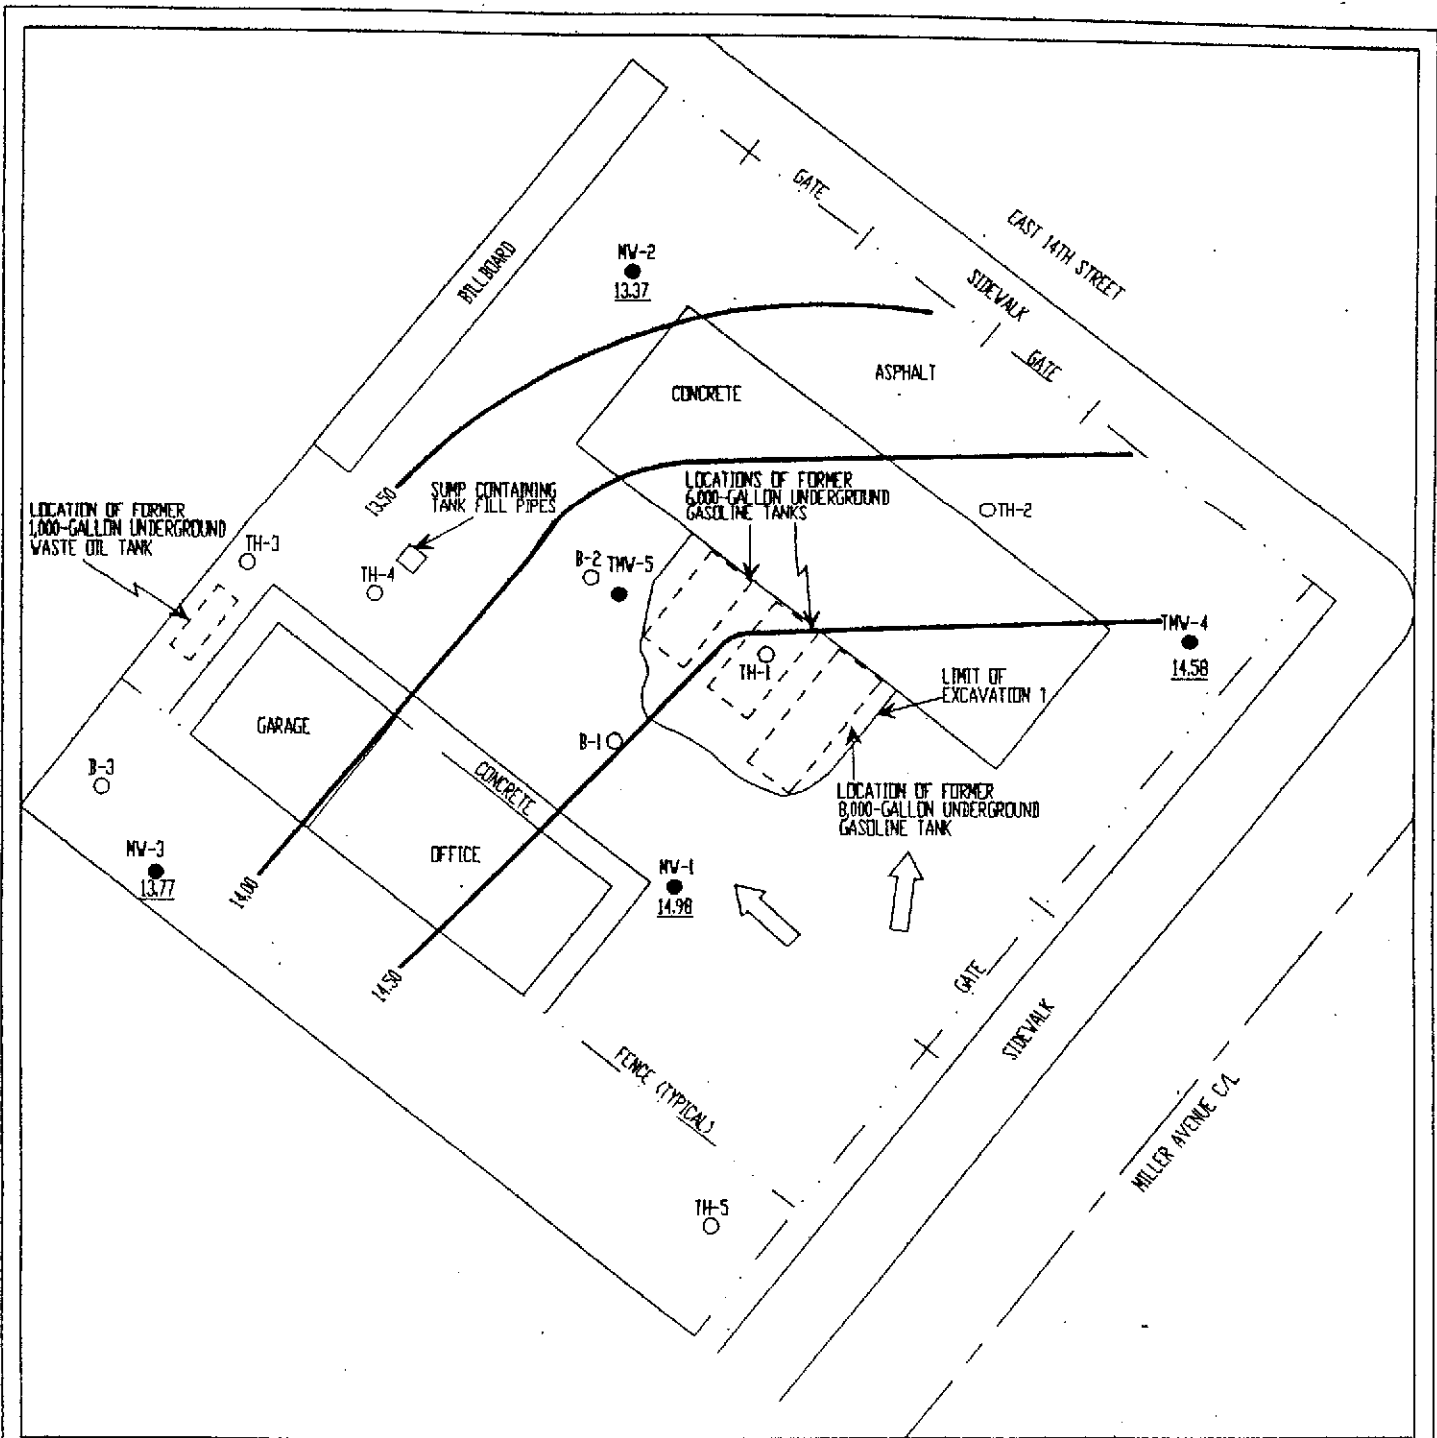 EAST 14TH STREET
GATE
SIDEWALK
GATE
BILLBOARD
MW-2
13.37
ASPHALT
CONCRETE
13.50
SUMP CONTAINING
TANK FILL PIPES
LOCATIONS OF FORMER
6,000-GALLON UNDERGROUND
GASOLINE TANKS
LOCATION OF FORMER
1,000-GALLON UNDERGROUND
WASTE OIL TANK
TH-3
TH-4
B-2
TMW-5
TH-2
TMW-4
14.58
TH-1
LIMIT OF
EXCAVATION 1
GARAGE
B-1
B-3
CONCRETE
LOCATION OF FORMER
8,000-GALLON UNDERGROUND
GASOLINE TANK
OFFICE
MW-3
13.77
14.00
MW-1
14.98
14.50
GATE
SIDEWALK
FENCE (TYPICAL)
MILLER AVENUE C/L
TH-5